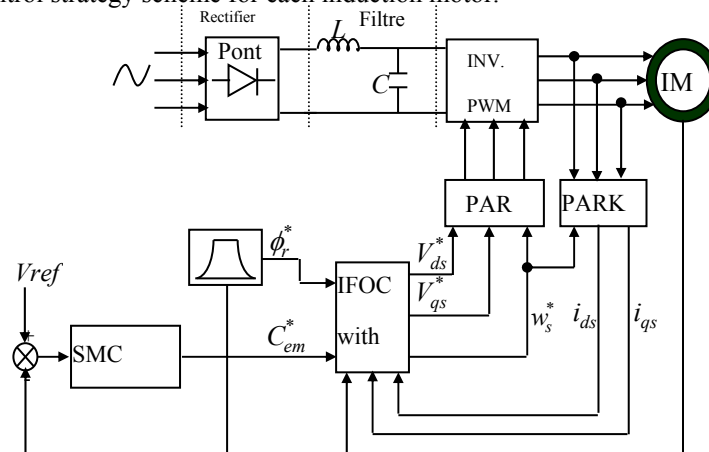 ntrol strategy scheme for each induction motor.
Rectifier
Filtre
Pont
L
C
INV.
PWM
IM
PAR
PARK
ϕr*
Vds*
Vqs*
IFOC
with
ws*
ids
iqs
Vref
+
-
SMC
Cem*